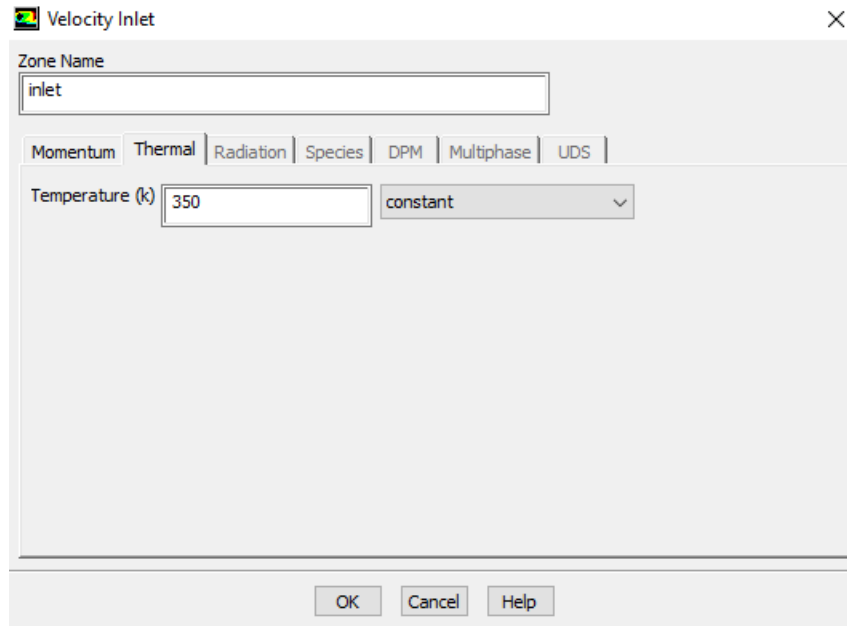 Velocity Inlet
Zone Name
inlet
Momentum Thermal Radiation Species DPM Multiphase UDS
Temperature (k) 350 constant
OK Cancel Help